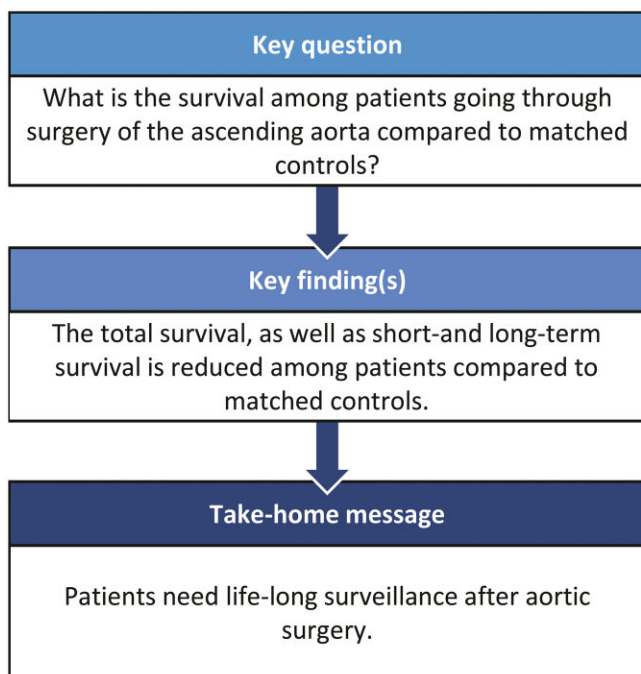 Key question
What is the survival among patients going through
surgery of the ascending aorta compared to matched
controls?
Key finding(s)
The total survival, as well as short-and long-term
survival is reduced among patients compared to
matched controls.
Take-home message
Patients need life-long surveillance after aortic
surgery.